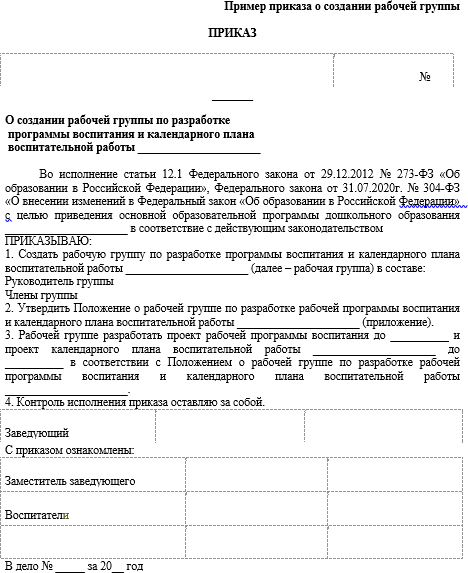 Пример приказа о создании рабочей группы
ПРИКАЗ
№
_______
О создании рабочей группы по разработке
программы воспитания и календарного плана
воспитательной работы _____________________
Во исполнение статьи 12.1 Федерального закона от 29.12.2012 № 273-ФЗ «Об
образовании в Российской Федерации», Федерального закона от 31.07.2020г. № 304-ФЗ
«О внесении изменений в Федеральный закон «Об образовании в Российской Федерации»
с целью приведения основной образовательной программы дошкольного образования
_____________________ в соответствие с действующим законодательством
ПРИКАЗЫВАЮ:
1. Создать рабочую группу по разработке программы воспитания и календарного плана
воспитательной работы _____________________ (далее – рабочая группа) в составе:
Руководитель группы
Члены группы
2. Утвердить Положение о рабочей группе по разработке рабочей программы воспитания
и календарного плана воспитательной работы _____________________ (приложение).
3. Рабочей группе разработать проект рабочей программы воспитания до __________ и
проект календарного плана воспитательной работы _____________________ до
__________ в соответствии с Положением о рабочей группе по разработке рабочей
программы воспитания и календарного плана воспитательной работы
_____________________.
4. Контроль исполнения приказа оставляю за собой.
Заведующий
С приказом ознакомлены:
Заместитель заведующего
Воспитатели
В дело № _____ за 20__ год